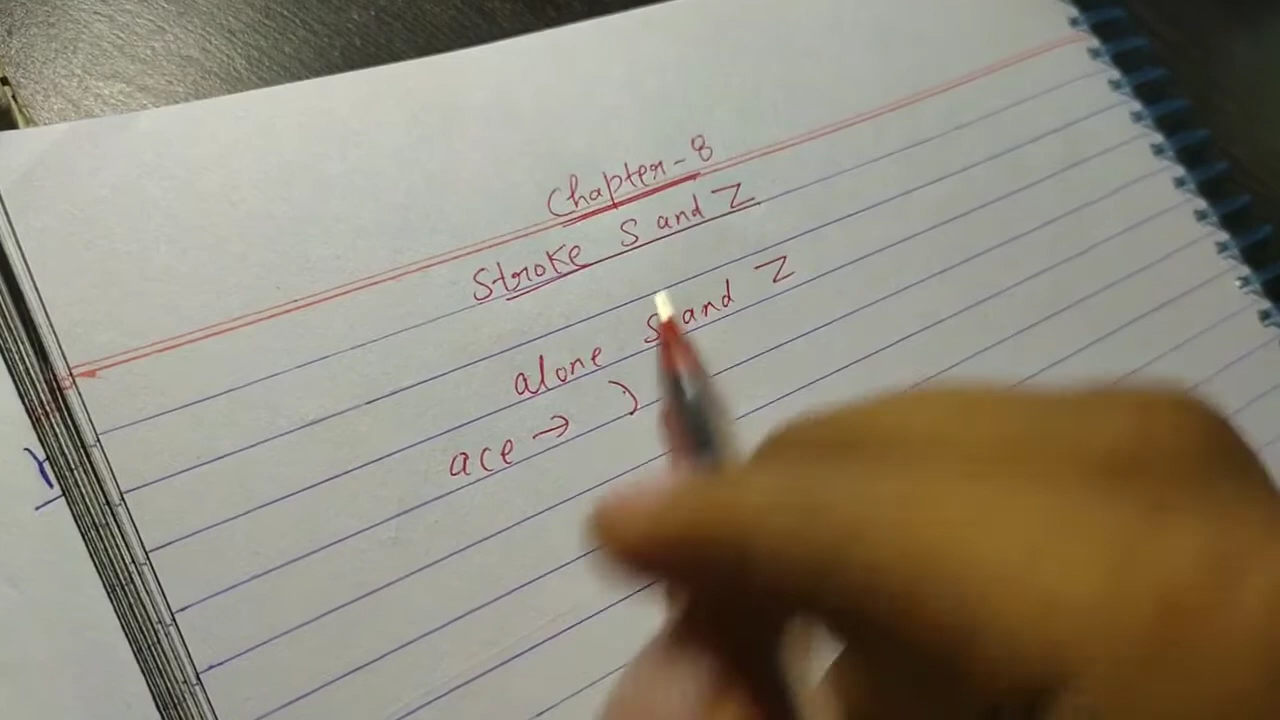 Chapter-8
Stroke S and Z
alone S and Z
ace →